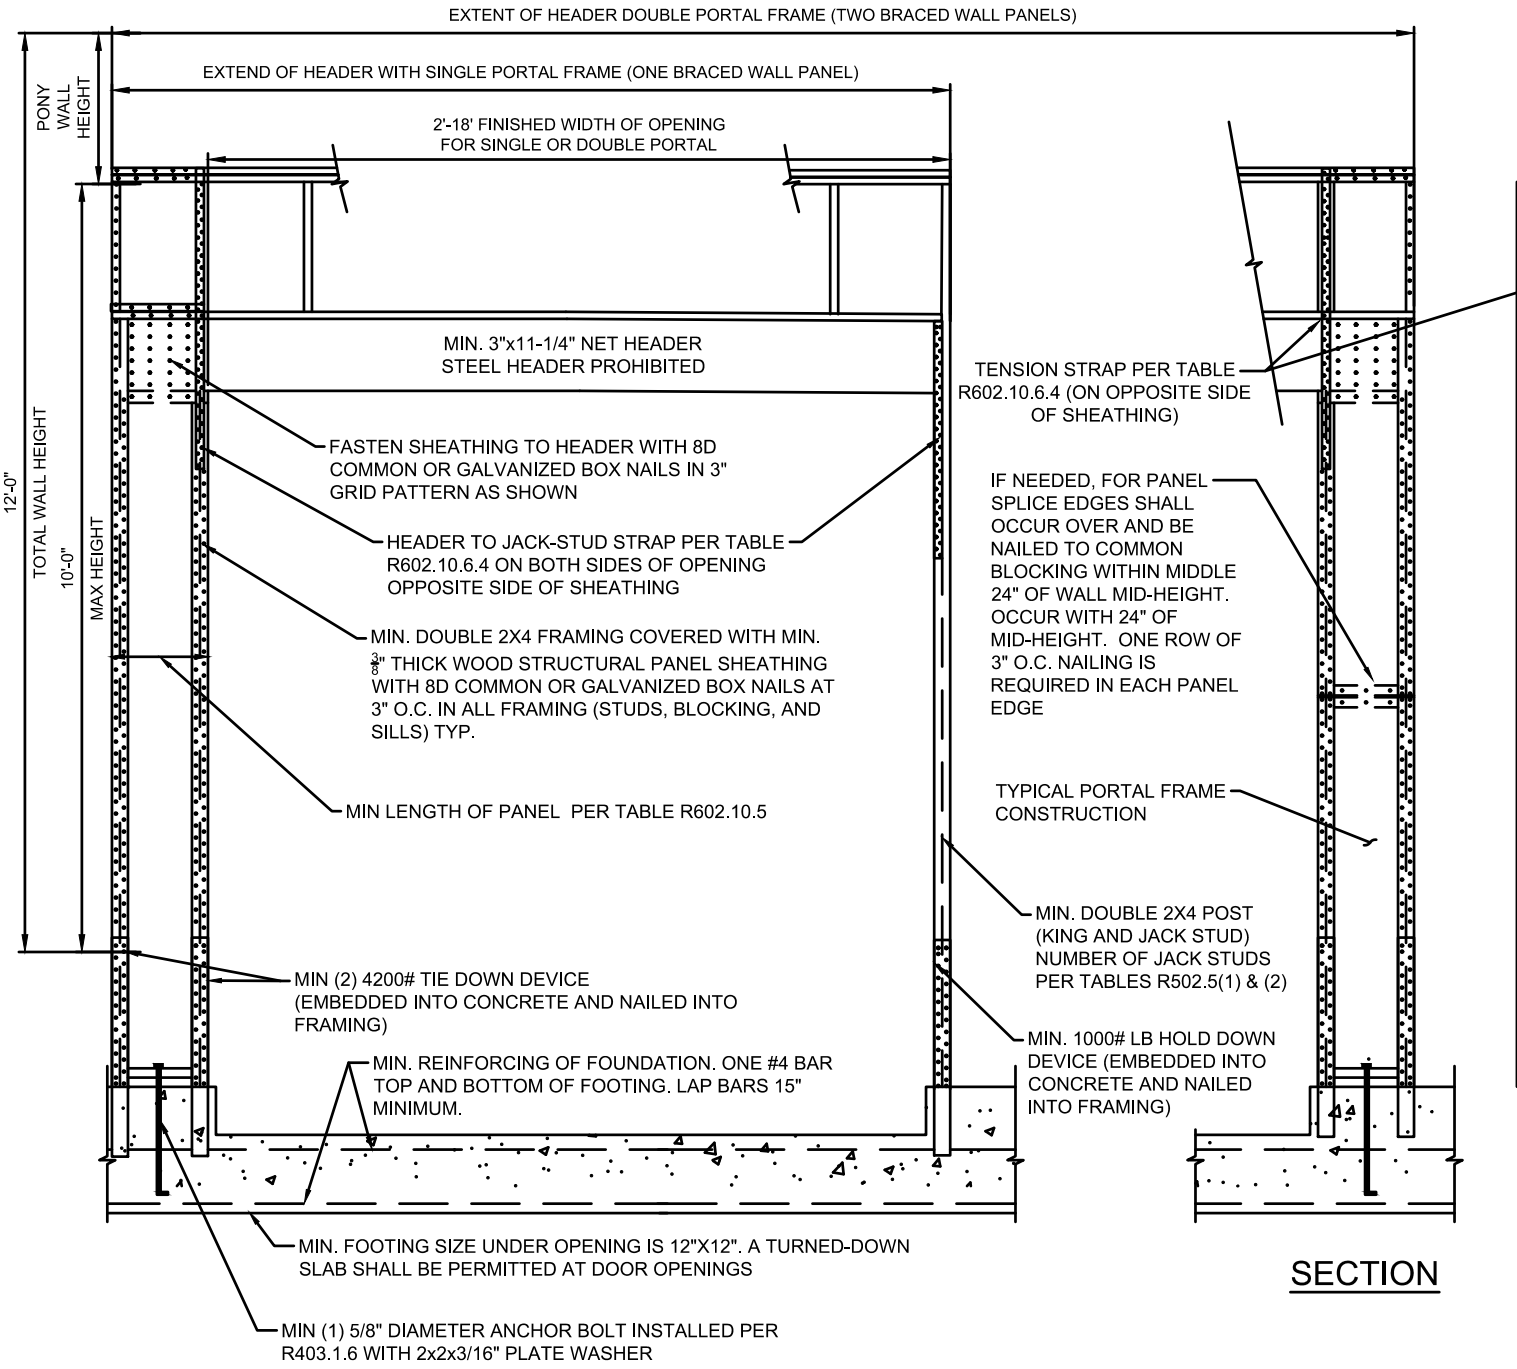 EXTENT OF HEADER DOUBLE PORTAL FRAME (TWO BRACED WALL PANELS)
EXTEND OF HEADER WITH SINGLE PORTAL FRAME (ONE BRACED WALL PANEL)
PONY
WALL
HEIGHT
2'-18' FINISHED WIDTH OF OPENING
FOR SINGLE OR DOUBLE PORTAL
MIN. 3"x11-1/4" NET HEADER
STEEL HEADER PROHIBITED
TENSION STRAP PER TABLE
R602.10.6.4 (ON OPPOSITE SIDE
OF SHEATHING)
12'-0"
TOTAL WALL HEIGHT
10'-0"
MAX HEIGHT
FASTEN SHEATHING TO HEADER WITH 8D
COMMON OR GALVANIZED BOX NAILS IN 3"
GRID PATTERN AS SHOWN
IF NEEDED, FOR PANEL
SPLICE EDGES SHALL
OCCUR OVER AND BE
NAILED TO COMMON
BLOCKING WITHIN MIDDLE
24" OF WALL MID-HEIGHT.
OCCUR WITH 24" OF
MID-HEIGHT. ONE ROW OF
3" O.C. NAILING IS
REQUIRED IN EACH PANEL
EDGE
HEADER TO JACK-STUD STRAP PER TABLE
R602.10.6.4 ON BOTH SIDES OF OPENING
OPPOSITE SIDE OF SHEATHING
MIN. DOUBLE 2X4 FRAMING COVERED WITH MIN.
3/8" THICK WOOD STRUCTURAL PANEL SHEATHING
WITH 8D COMMON OR GALVANIZED BOX NAILS AT
3" O.C. IN ALL FRAMING (STUDS, BLOCKING, AND
SILLS) TYP.
MIN LENGTH OF PANEL PER TABLE R602.10.5
TYPICAL PORTAL FRAME
CONSTRUCTION
MIN. DOUBLE 2X4 POST
(KING AND JACK STUD)
NUMBER OF JACK STUDS
PER TABLES R502.5(1) & (2)
MIN (2) 4200# TIE DOWN DEVICE
(EMBEDDED INTO CONCRETE AND NAILED INTO
FRAMING)
MIN. 1000# LB HOLD DOWN
DEVICE (EMBEDDED INTO
CONCRETE AND NAILED
INTO FRAMING)
MIN. REINFORCING OF FOUNDATION. ONE #4 BAR
TOP AND BOTTOM OF FOOTING. LAP BARS 15"
MINIMUM.
MIN. FOOTING SIZE UNDER OPENING IS 12"X12". A TURNED-DOWN
SLAB SHALL BE PERMITTED AT DOOR OPENINGS
SECTION
MIN (1) 5/8" DIAMETER ANCHOR BOLT INSTALLED PER
R403.1.6 WITH 2x2x3/16" PLATE WASHER